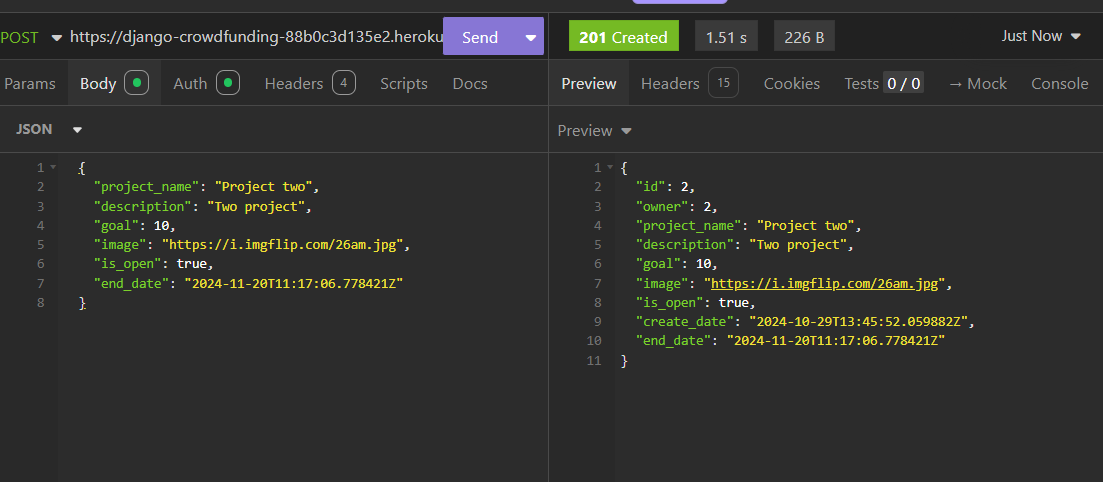 POST https://django-crowdfunding-88b0c3d135e2.heroku Send
Params Body Auth Headers 4 Scripts Docs
JSON
1 {
2 "project_name": "Project two",
3 "description": "Two project",
4 "goal": 10,
5 "image": "https://i.imgflip.com/26am.jpg",
6 "is_open": true,
7 "end_date": "2024-11-20T11:17:06.778421Z"
8 }
201 Created 1.51 s 226 B Just Now
Preview Headers 15 Cookies Tests 0 / 0 → Mock Console
Preview
1 {
2 "id": 2,
3 "owner": 2,
4 "project_name": "Project two",
5 "description": "Two project",
6 "goal": 10,
7 "image": "https://i.imgflip.com/26am.jpg",
8 "is_open": true,
9 "create_date": "2024-10-29T13:45:52.059882Z",
10 "end_date": "2024-11-20T11:17:06.778421Z"
11 }